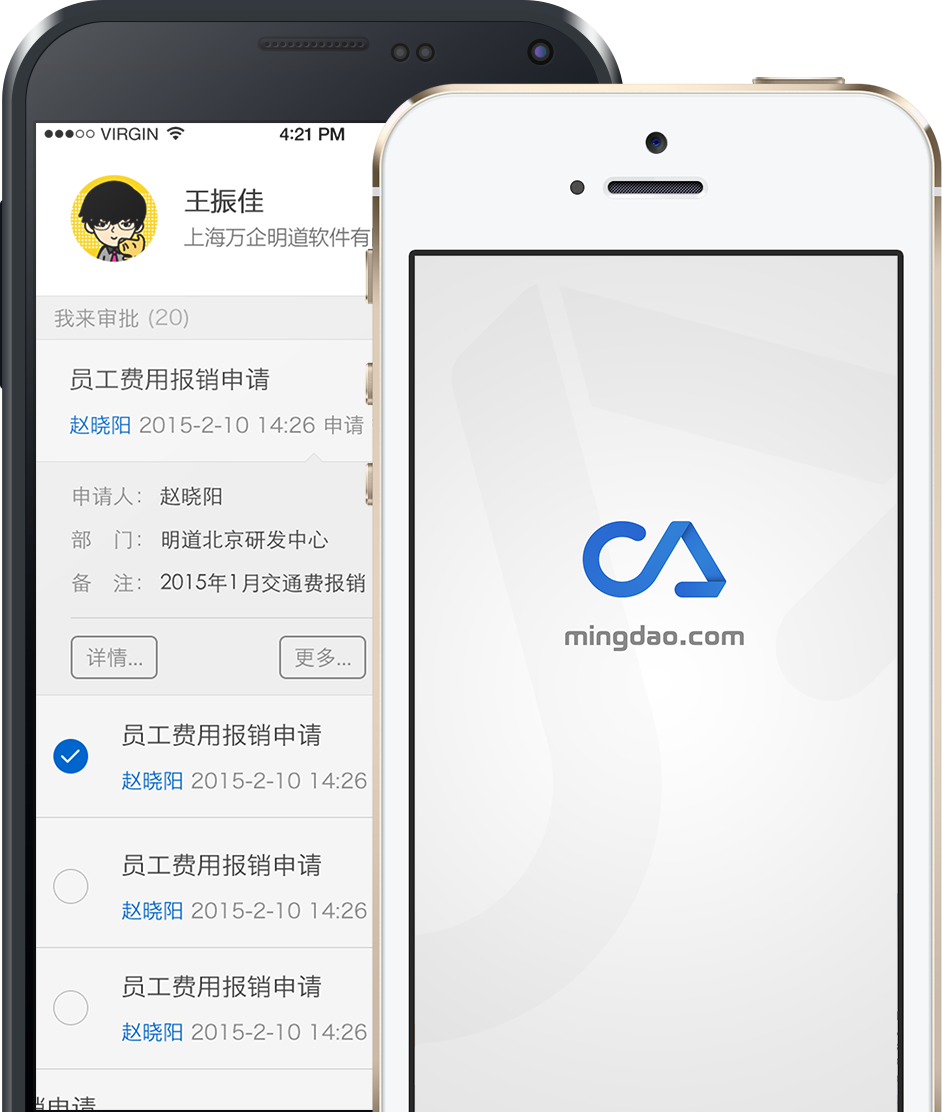 VIRGIN 4:21 PM
王振佳
上海万企明道软件有
我来审批 (20)
员工费用报销申请
赵晓阳 2015-2-10 14:26 申请
申请人： 赵晓阳
部 门： 明道北京研发中心
备 注： 2015年1月交通费报销
详情... 更多...
员工费用报销申请
赵晓阳 2015-2-10 14:26
员工费用报销申请
赵晓阳 2015-2-10 14:26
员工费用报销申请
赵晓阳 2015-2-10 14:26
销申请
mingdao.com